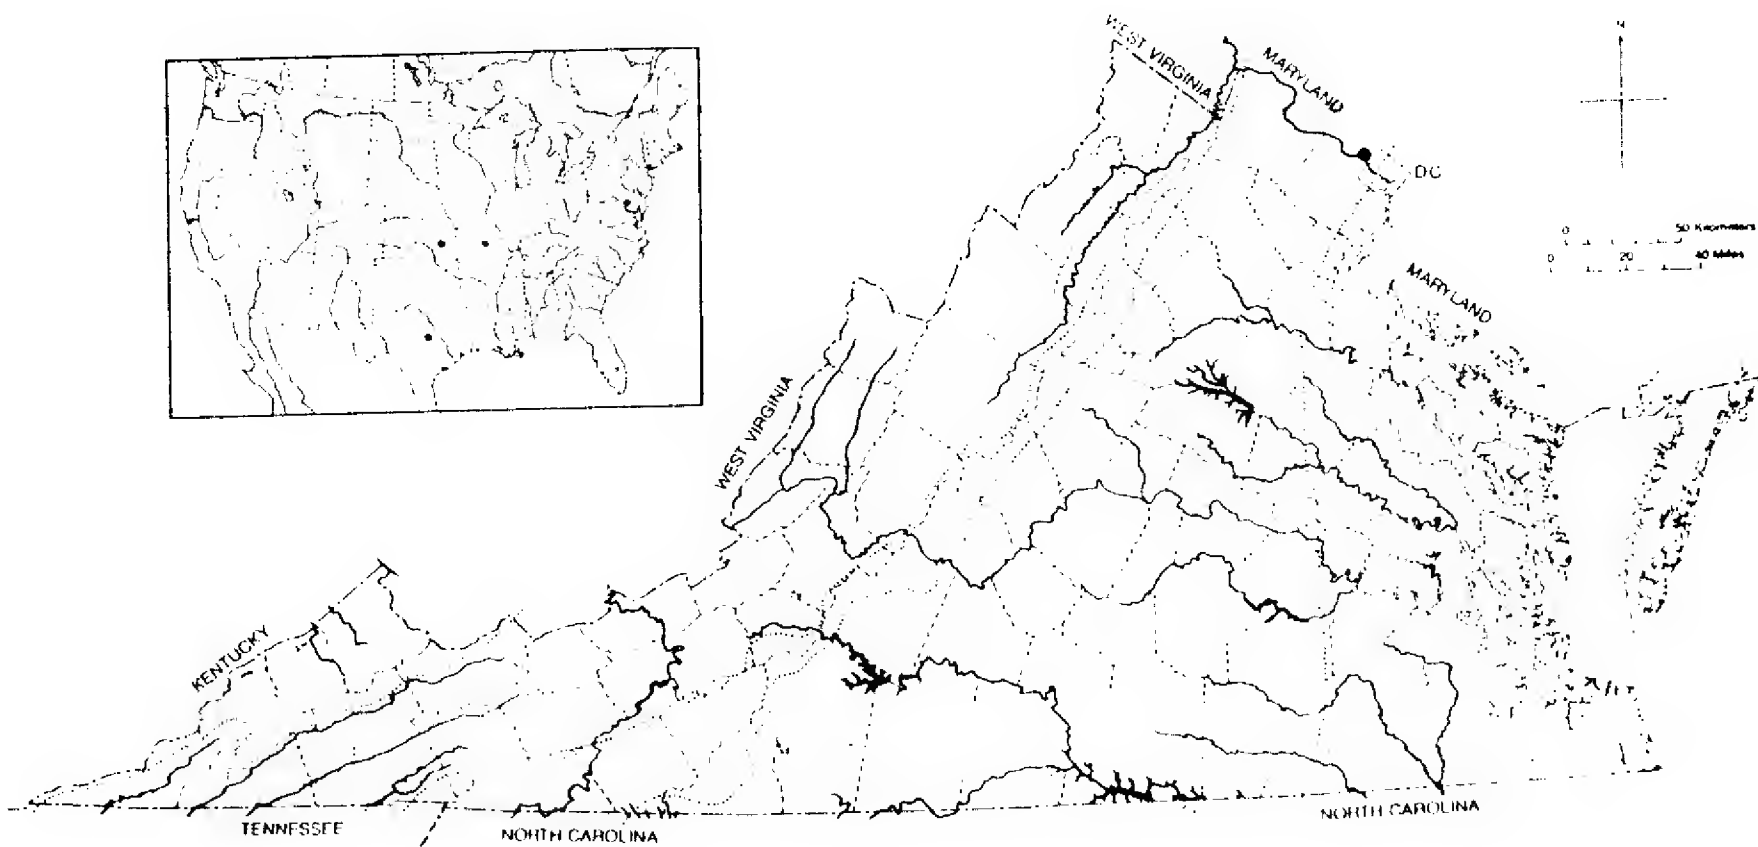 WEST VIRGINIA
MARYLAND
N
DC
0 50 Kilometers
0 20 40 Miles
MARYLAND
WEST VIRGINIA
KENTUCKY
TENNESSEE
NORTH CAROLINA
NORTH CAROLINA